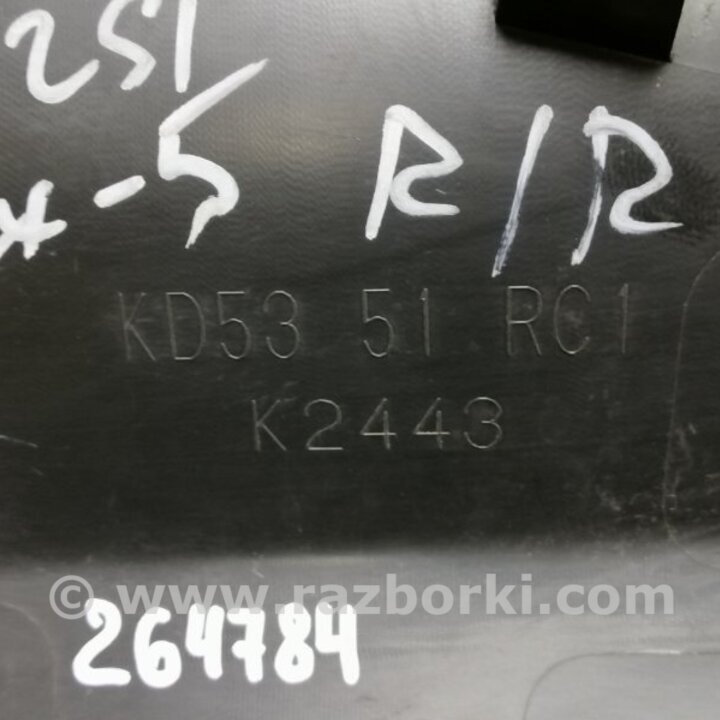 251
x-5 R/R
KD53 51 RC1
K2443
© www.razborki.com
264784